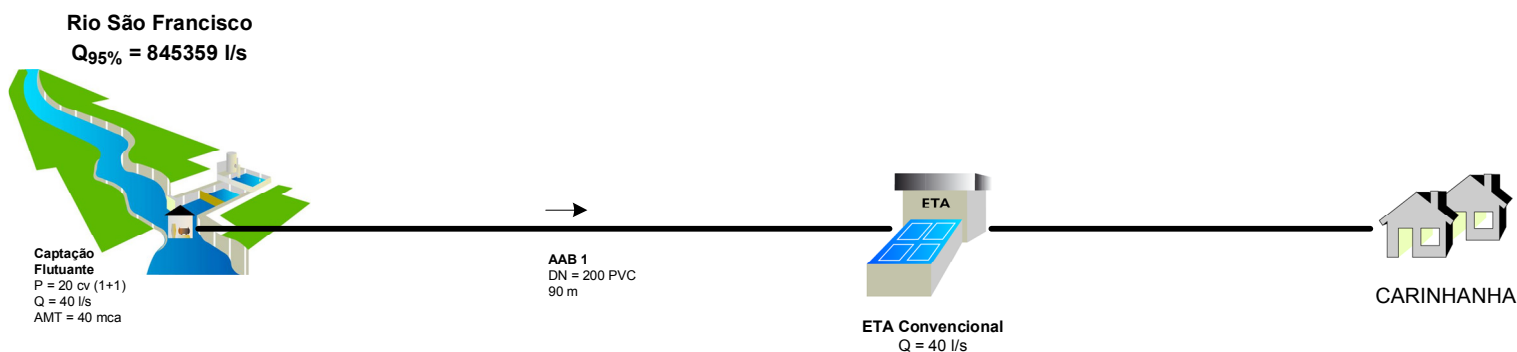 Rio São Francisco
Q95% = 845359 l/s
Captação
Flutuante
P = 20 cv (1+1)
Q = 40 l/s
AMT = 40 mca
AAB 1
DN = 200 PVC
90 m
ETA
ETA Convencional
Q = 40 l/s
CARINHANHA